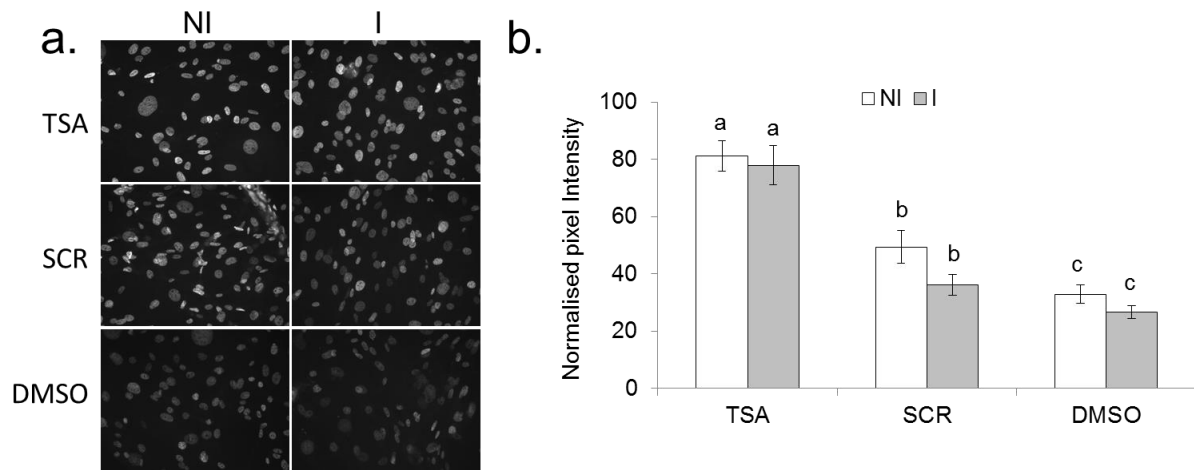 a.
NI I
TSA
SCR
DMSO
b.
NI I
Normalised pixel Intensity
100
80
60
40
20
0
a a
b b
c c
TSA SCR DMSO